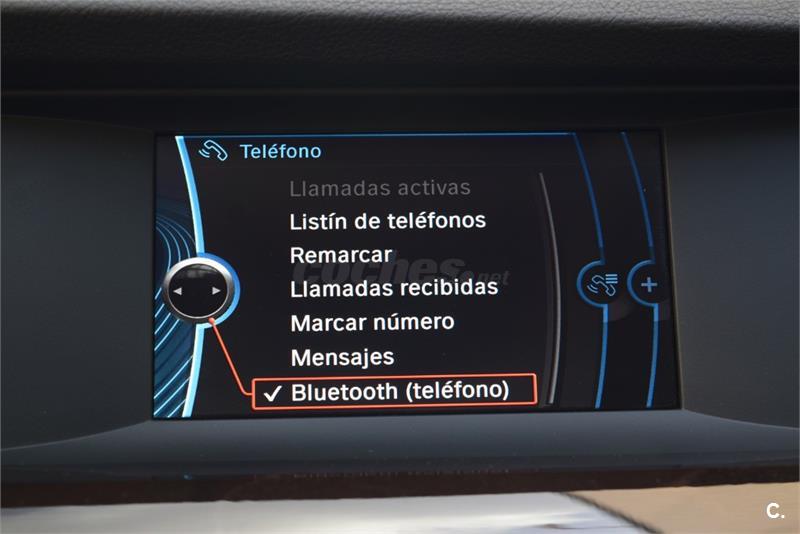 Teléfono
Llamadas activas
Listín de teléfonos
Remarcar
coches.net
Llamadas recibidas
Marcar número
Mensajes
✓ Bluetooth (teléfono)
C.